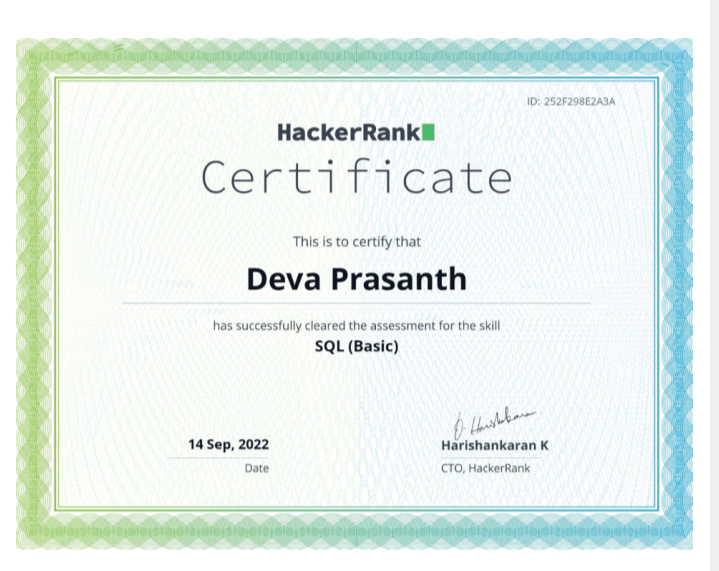 ID: 252F298E2A3A
HackerRank
Certificate
This is to certify that
Deva Prasanth
has successfully cleared the assessment for the skill
SQL (Basic)
14 Sep, 2022
Date
Harishankaran K
CTO, HackerRank